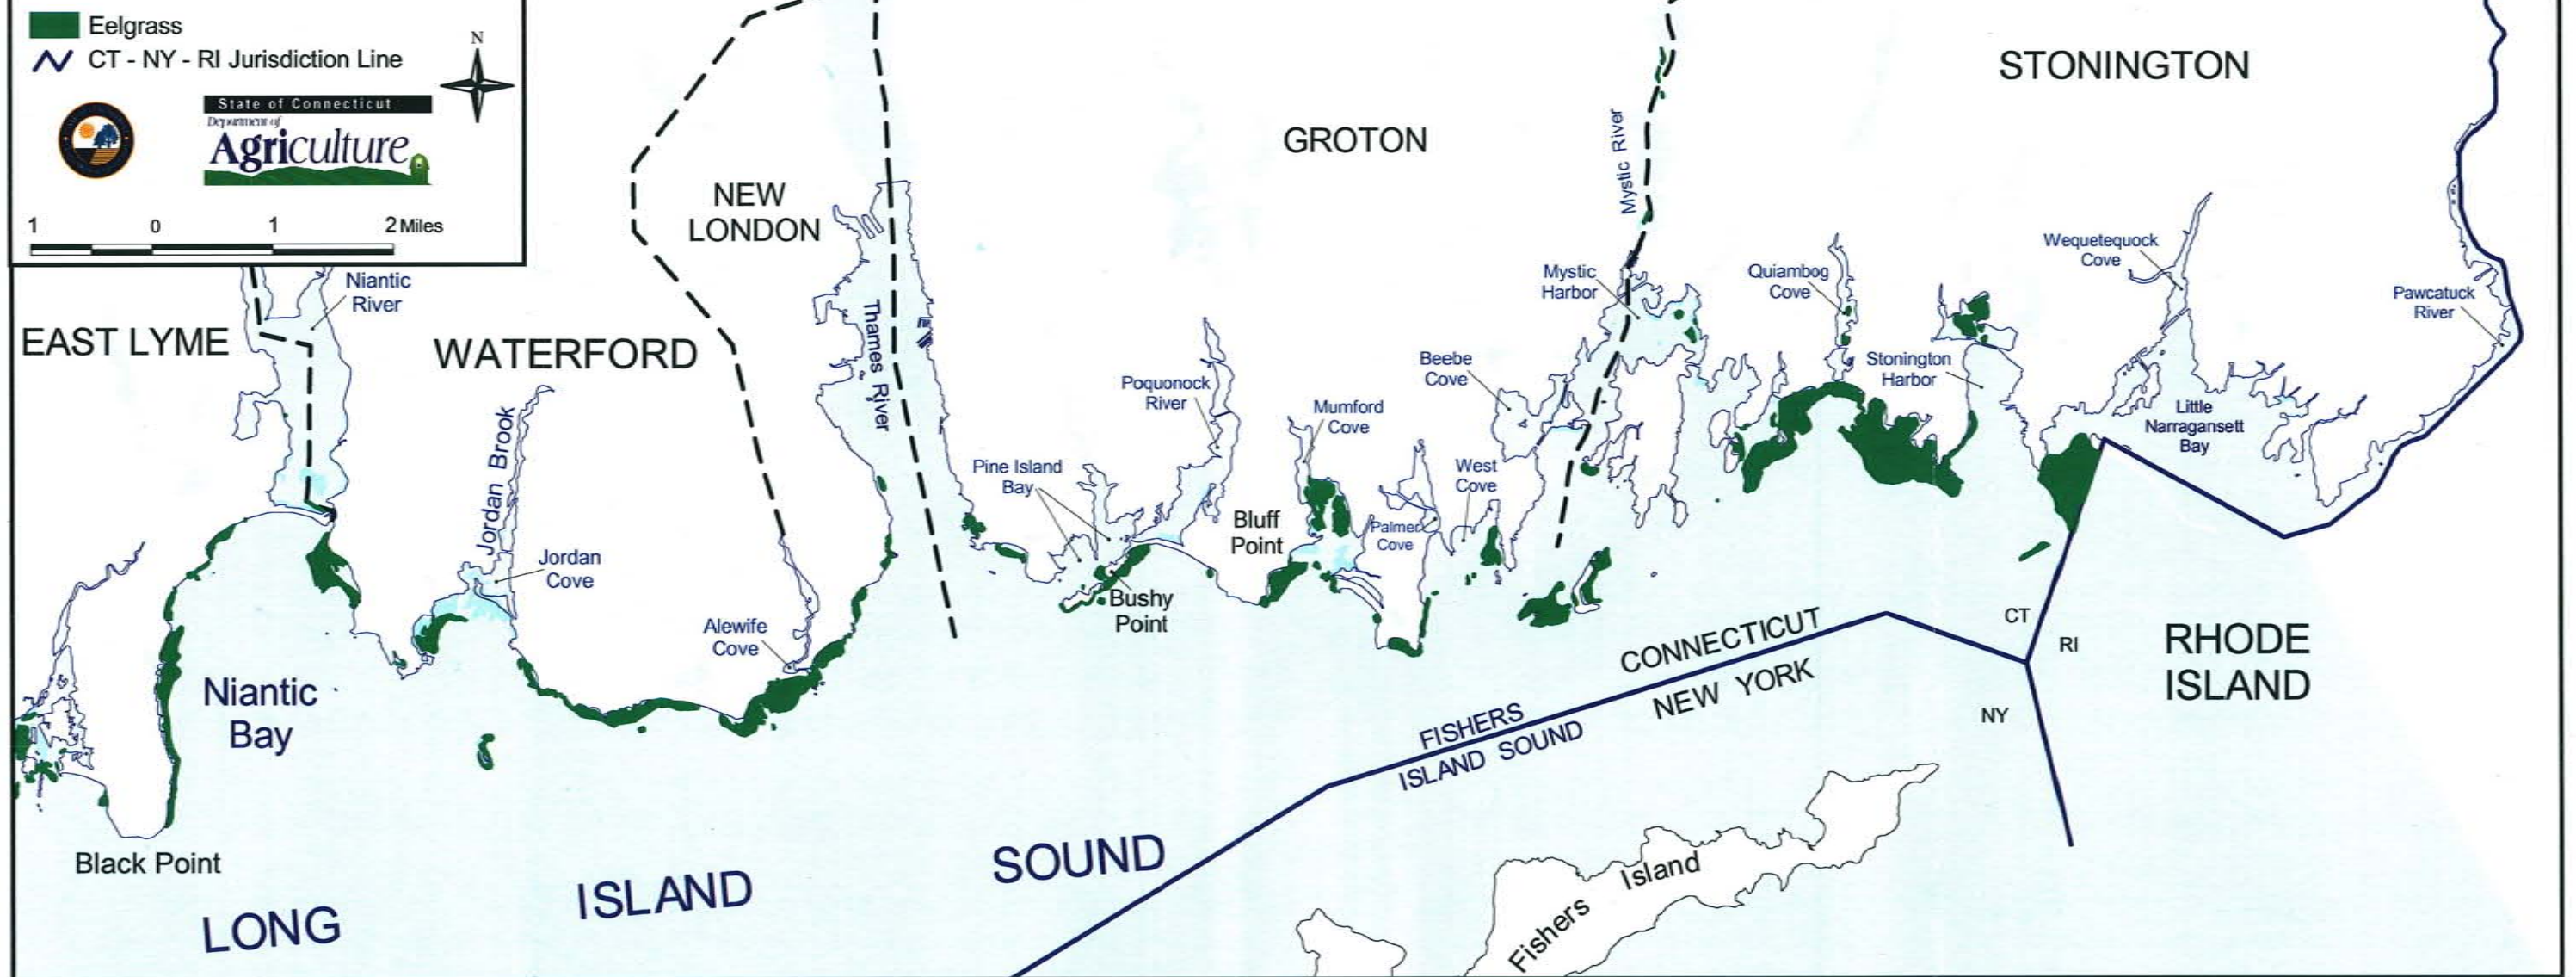 Eelgrass
CT - NY - RI Jurisdiction Line
N
State of Connecticut
Department of
Agriculture
1 0 1 2 Miles
STONINGTON
GROTON
NEW
LONDON
Mystic River
Niantic
River
EAST LYME
WATERFORD
Thames River
Jordan Brook
Jordan
Cove
Alewife
Cove
Niantic
Bay
Black Point
Pine Island
Bay
Poquonock
River
Bushy
Point
Bluff
Point
Mumford
Cove
Palmer
Cove
West
Cove
Beebe
Cove
Mystic
Harbor
Quiambog
Cove
Stonington
Harbor
Wequetequock
Cove
Little
Narragansett
Bay
Pawcatuck
River
CONNECTICUT
NEW YORK
FISHERS
ISLAND SOUND
CT
RI
NY
RHODE
ISLAND
Fishers Island
LONG ISLAND SOUND